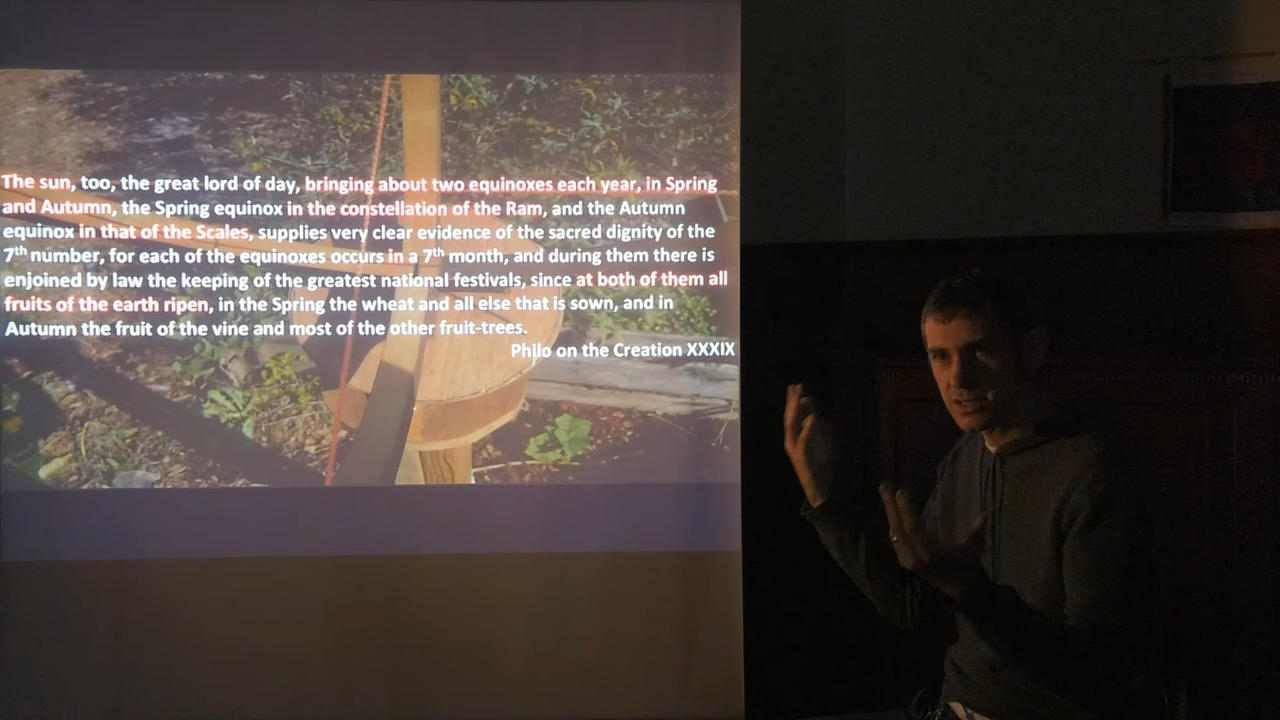 The sun, too, the great lord of day, bringing about two equinoxes each year, in Spring
and Autumn, the Spring equinox in the constellation of the Ram, and the Autumn
equinox in that of the Scales, supplies very clear evidence of the sacred dignity of the
7th number, for each of the equinoxes occurs in a 7th month, and during them there is
enjoined by law the keeping of the greatest national festivals, since at both of them all
fruits of the earth ripen, in the Spring the wheat and all else that is sown, and in
Autumn the fruit of the vine and most of the other fruit-trees.
Philo on the Creation XXXIX